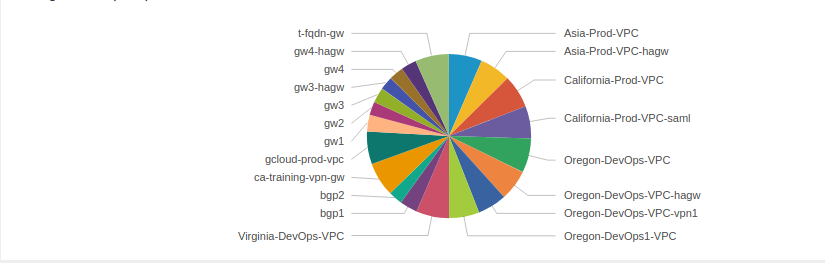 t-fqdn-gw
gw4-hagw
gw4
gw3-hagw
gw3
gw2
gw1
gcloud-prod-vpc
ca-training-vpn-gw
bgp2
bgp1
Virginia-DevOps-VPC
Asia-Prod-VPC
Asia-Prod-VPC-hagw
California-Prod-VPC
California-Prod-VPC-saml
Oregon-DevOps-VPC
Oregon-DevOps-VPC-hagw
Oregon-DevOps-VPC-vpn1
Oregon-DevOps1-VPC